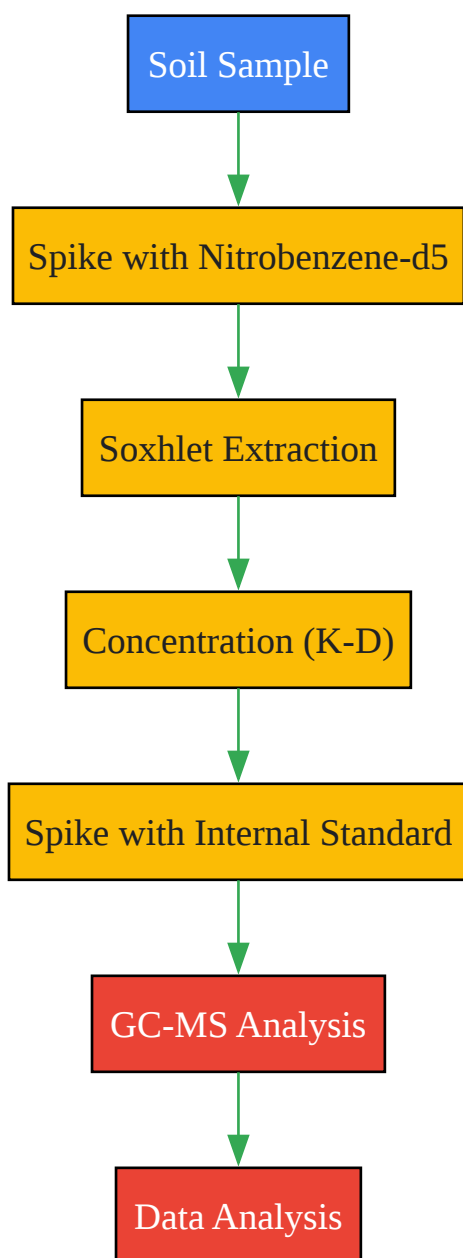 Soil Sample
Spike with Nitrobenzene-d5
Soxhlet Extraction
Concentration (K-D)
Spike with Internal Standard
GC-MS Analysis
Data Analysis